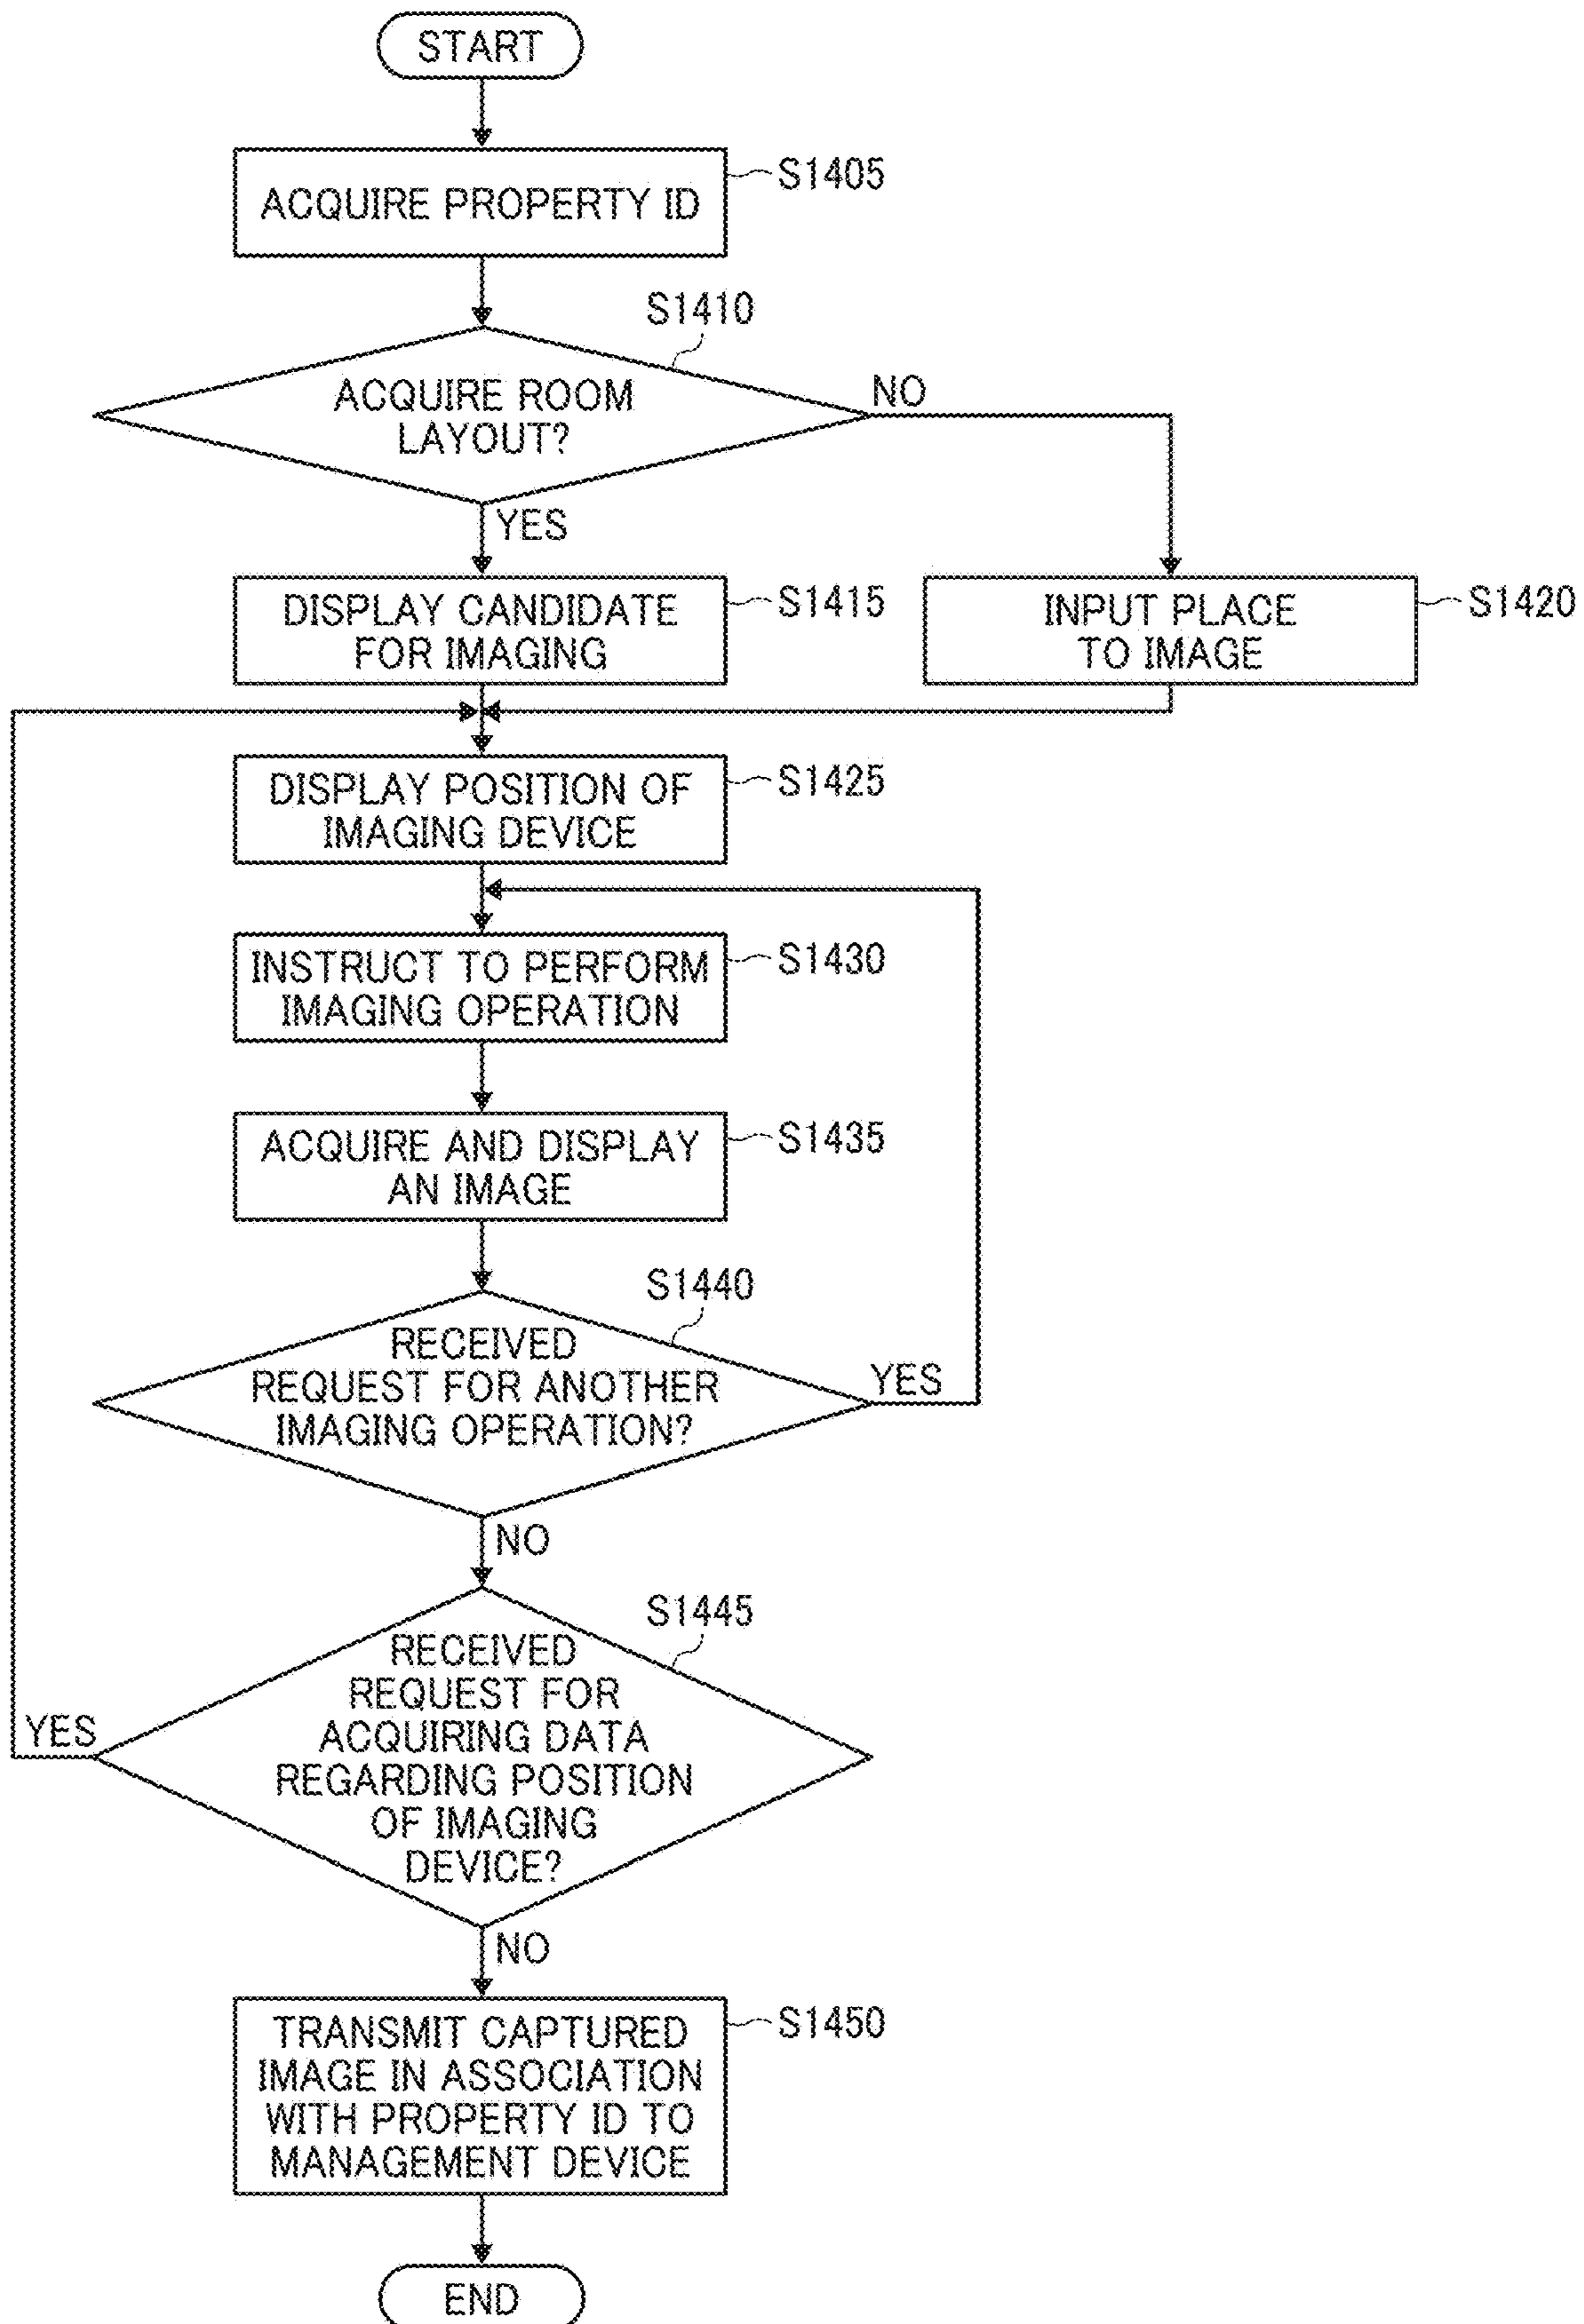 START
ACQUIRE PROPERTY ID
S1405
S1410
ACQUIRE ROOM
LAYOUT?
NO
YES
DISPLAY CANDIDATE
FOR IMAGING
S1415
INPUT PLACE
TO IMAGE
S1420
DISPLAY POSITION OF
IMAGING DEVICE
S1425
INSTRUCT TO PERFORM
IMAGING OPERATION
S1430
ACQUIRE AND DISPLAY
AN IMAGE
S1435
S1440
RECEIVED
REQUEST FOR ANOTHER
IMAGING OPERATION?
YES
NO
S1445
RECEIVED
REQUEST FOR
ACQUIRING DATA
REGARDING POSITION
OF IMAGING
DEVICE?
YES
NO
TRANSMIT CAPTURED
IMAGE IN ASSOCIATION
WITH PROPERTY ID TO
MANAGEMENT DEVICE
S1450
END